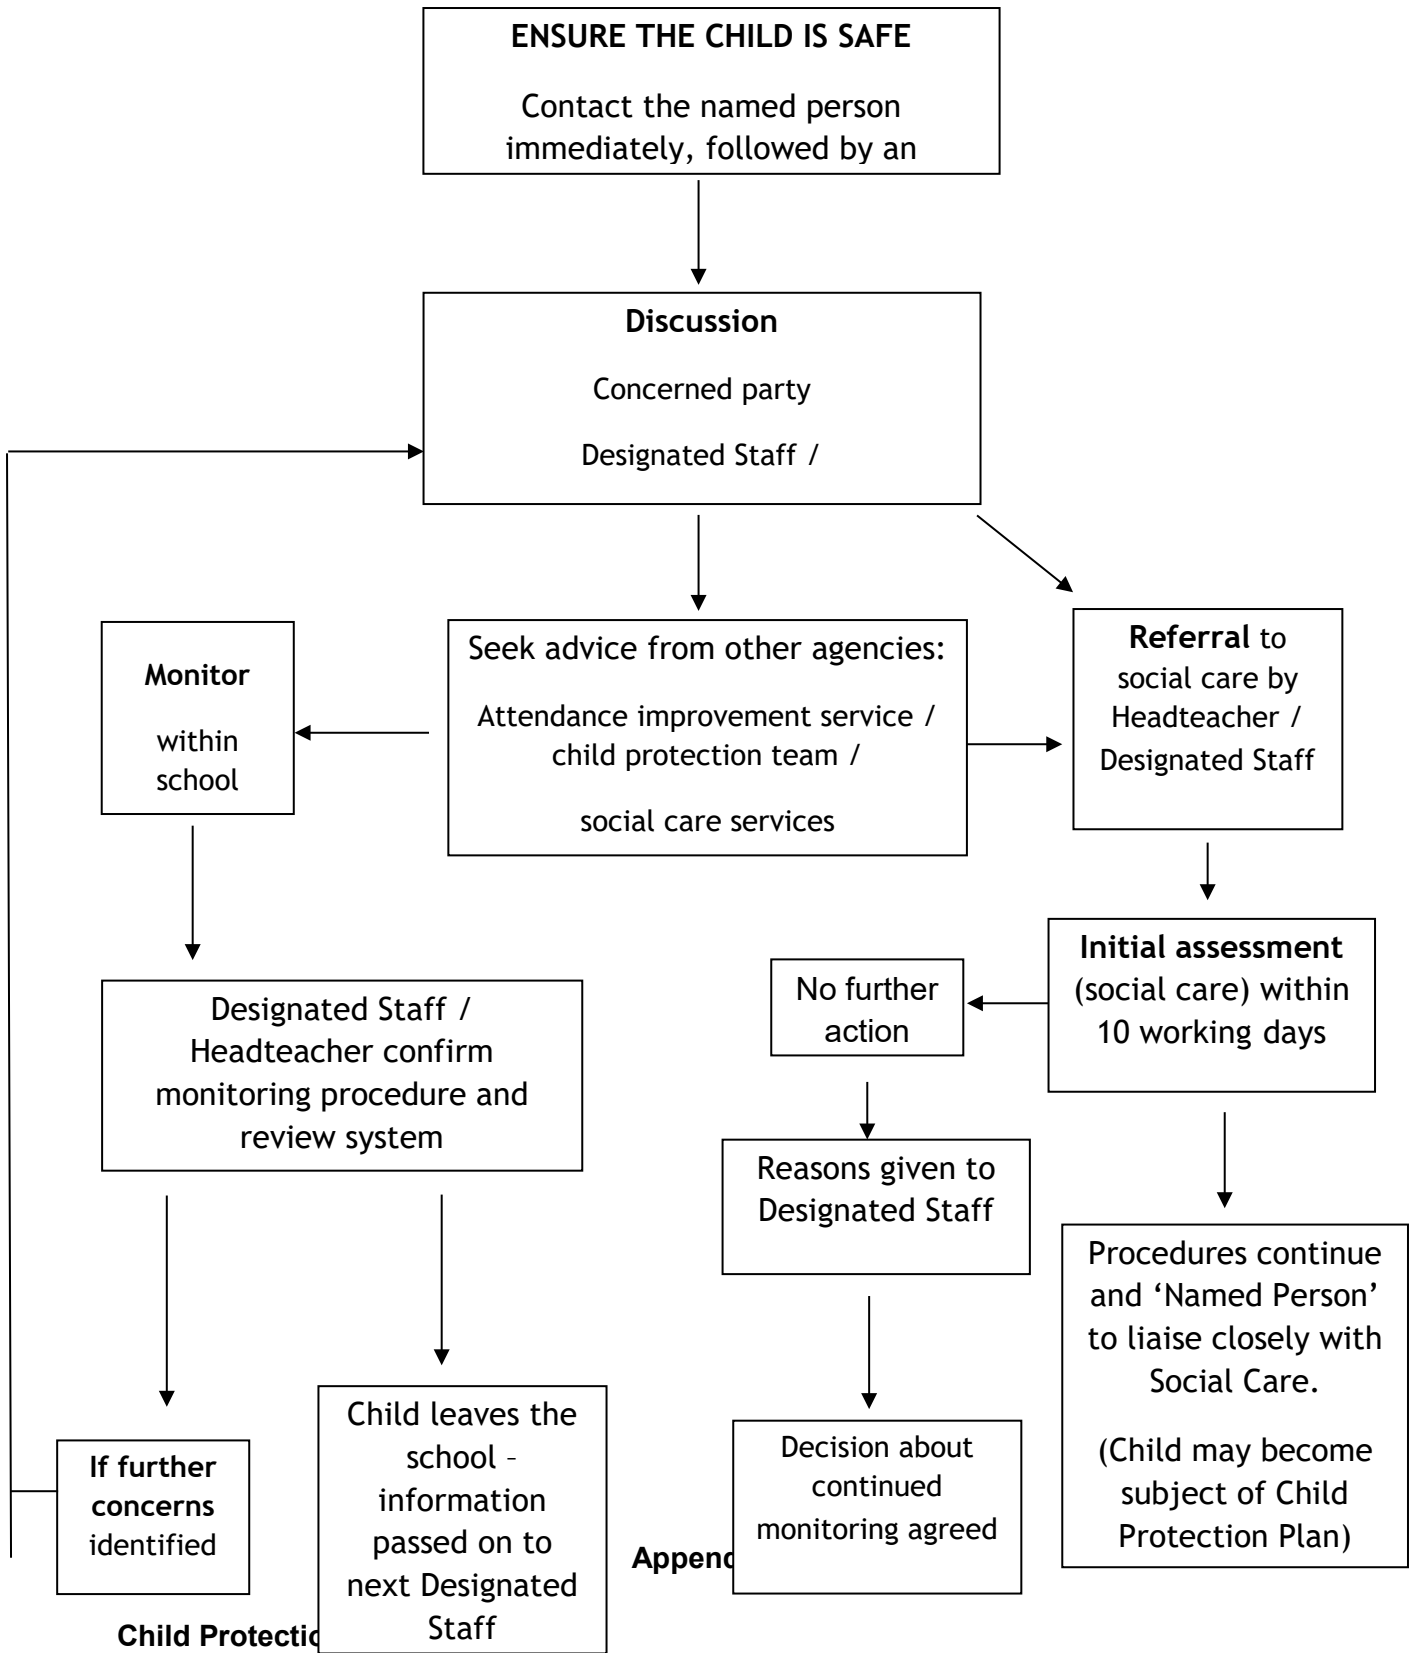 ENSURE THE CHILD IS SAFE
Contact the named person
immediately, followed by an
Discussion
Concerned party
Designated Staff /
Monitor
within
school
Seek advice from other agencies:
Attendance improvement service /
child protection team /
social care services
Referral to
social care by
Headteacher /
Designated Staff
Initial assessment
(social care) within
10 working days
No further
action
Designated Staff /
Headteacher confirm
monitoring procedure and
review system
Reasons given to
Designated Staff
Procedures continue
and ‘Named Person’
to liaise closely with
Social Care.
(Child may become
subject of Child
Protection Plan)
If further
concerns
identified
Child leaves the
school –
information
passed on to
next Designated
Staff
Decision about
continued
monitoring agreed
Child